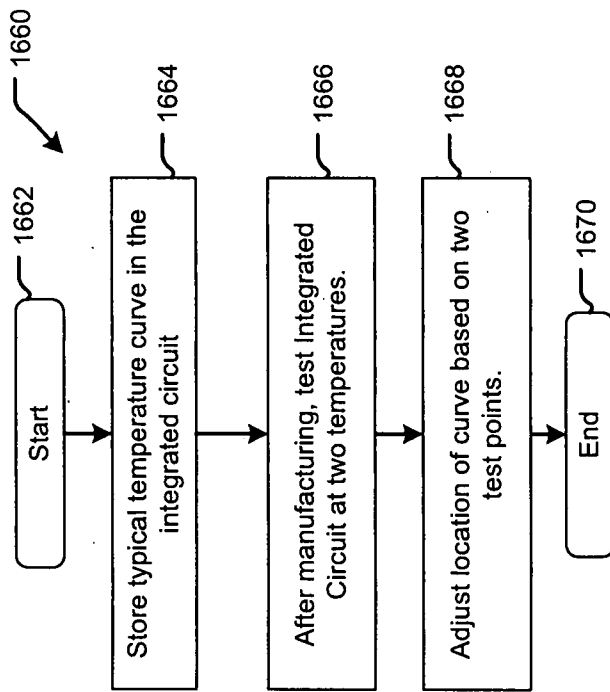 1660
Start
1662
Store typical temperature curve in the
integrated circuit
1664
After manufacturing, test Integrated
Circuit at two temperatures.
1666
Adjust location of curve based on two
test points.
1668
End
1670